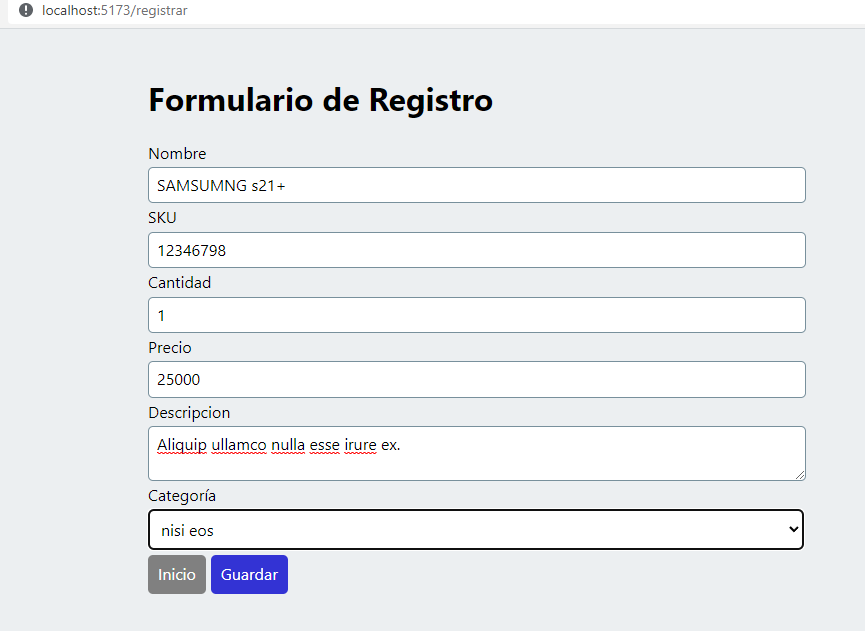 localhost:5173/registrar
Formulario de Registro
Nombre
SAMSUMNG s21+
SKU
12346798
Cantidad
1
Precio
25000
Descripcion
Aliquip ullamco nulla esse irure ex.
Categoría
nisi eos
Inicio Guardar